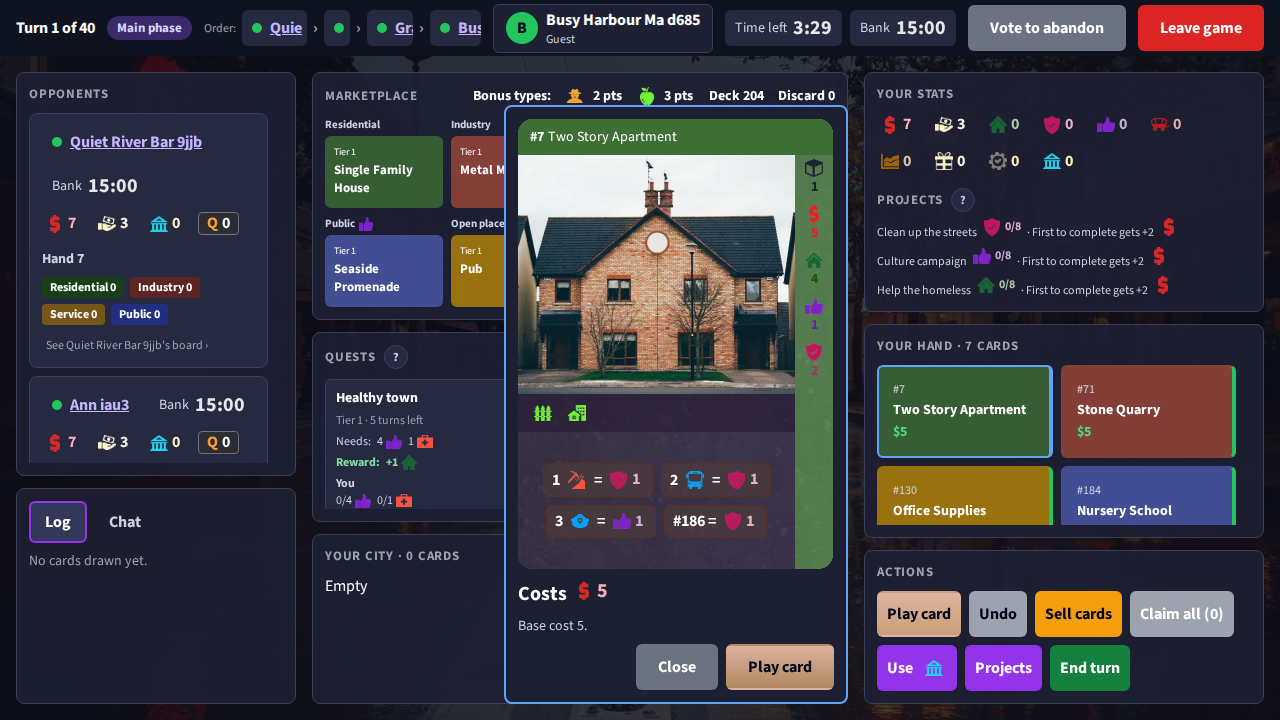 Turn 1 of 40
Main phase
Order:
Quie
›
›
Gr
›
Bus
B
Busy Harbour Ma d685
Guest
Time left 3:29
Bank 15:00
Vote to abandon
Leave game
OPPONENTS
Quiet River Bar 9jjb
Bank 15:00
7 3 0 Q 0
Hand 7
Residential 0 Industry 0
Service 0 Public 0
See Quiet River Bar 9jjb's board ›
Ann iau3 Bank 15:00
7 3 0 Q 0
Log Chat
No cards drawn yet.
MARKETPLACE
Bonus types: 2 pts 3 pts Deck 204 Discard 0
Residential Industry
Tier 1
Single Family
House
Tier 1
Metal M
Public Open place
Tier 1
Seaside
Promenade
Tier 1
Pub
QUESTS ?
Healthy town
Tier 1 · 5 turns left
Needs: 4 1
Reward: +1
You
0/4 0/1
YOUR CITY · 0 CARDS
Empty
#7 Two Story Apartment
1
5
4
1
2
1 = 1 2 = 1
3 = 1 #186 = 1
Costs 5
Base cost 5.
Close Play card
YOUR STATS
7 3 0 0 0 0
0 0 0 0
PROJECTS ?
Clean up the streets 0/8 · First to complete gets +2
Culture campaign 0/8 · First to complete gets +2
Help the homeless 0/8 · First to complete gets +2
YOUR HAND · 7 CARDS
#7
Two Story Apartment
$5
#71
Stone Quarry
$5
#130
Office Supplies
#184
Nursery School
ACTIONS
Play card Undo Sell cards Claim all (0)
Use Projects End turn